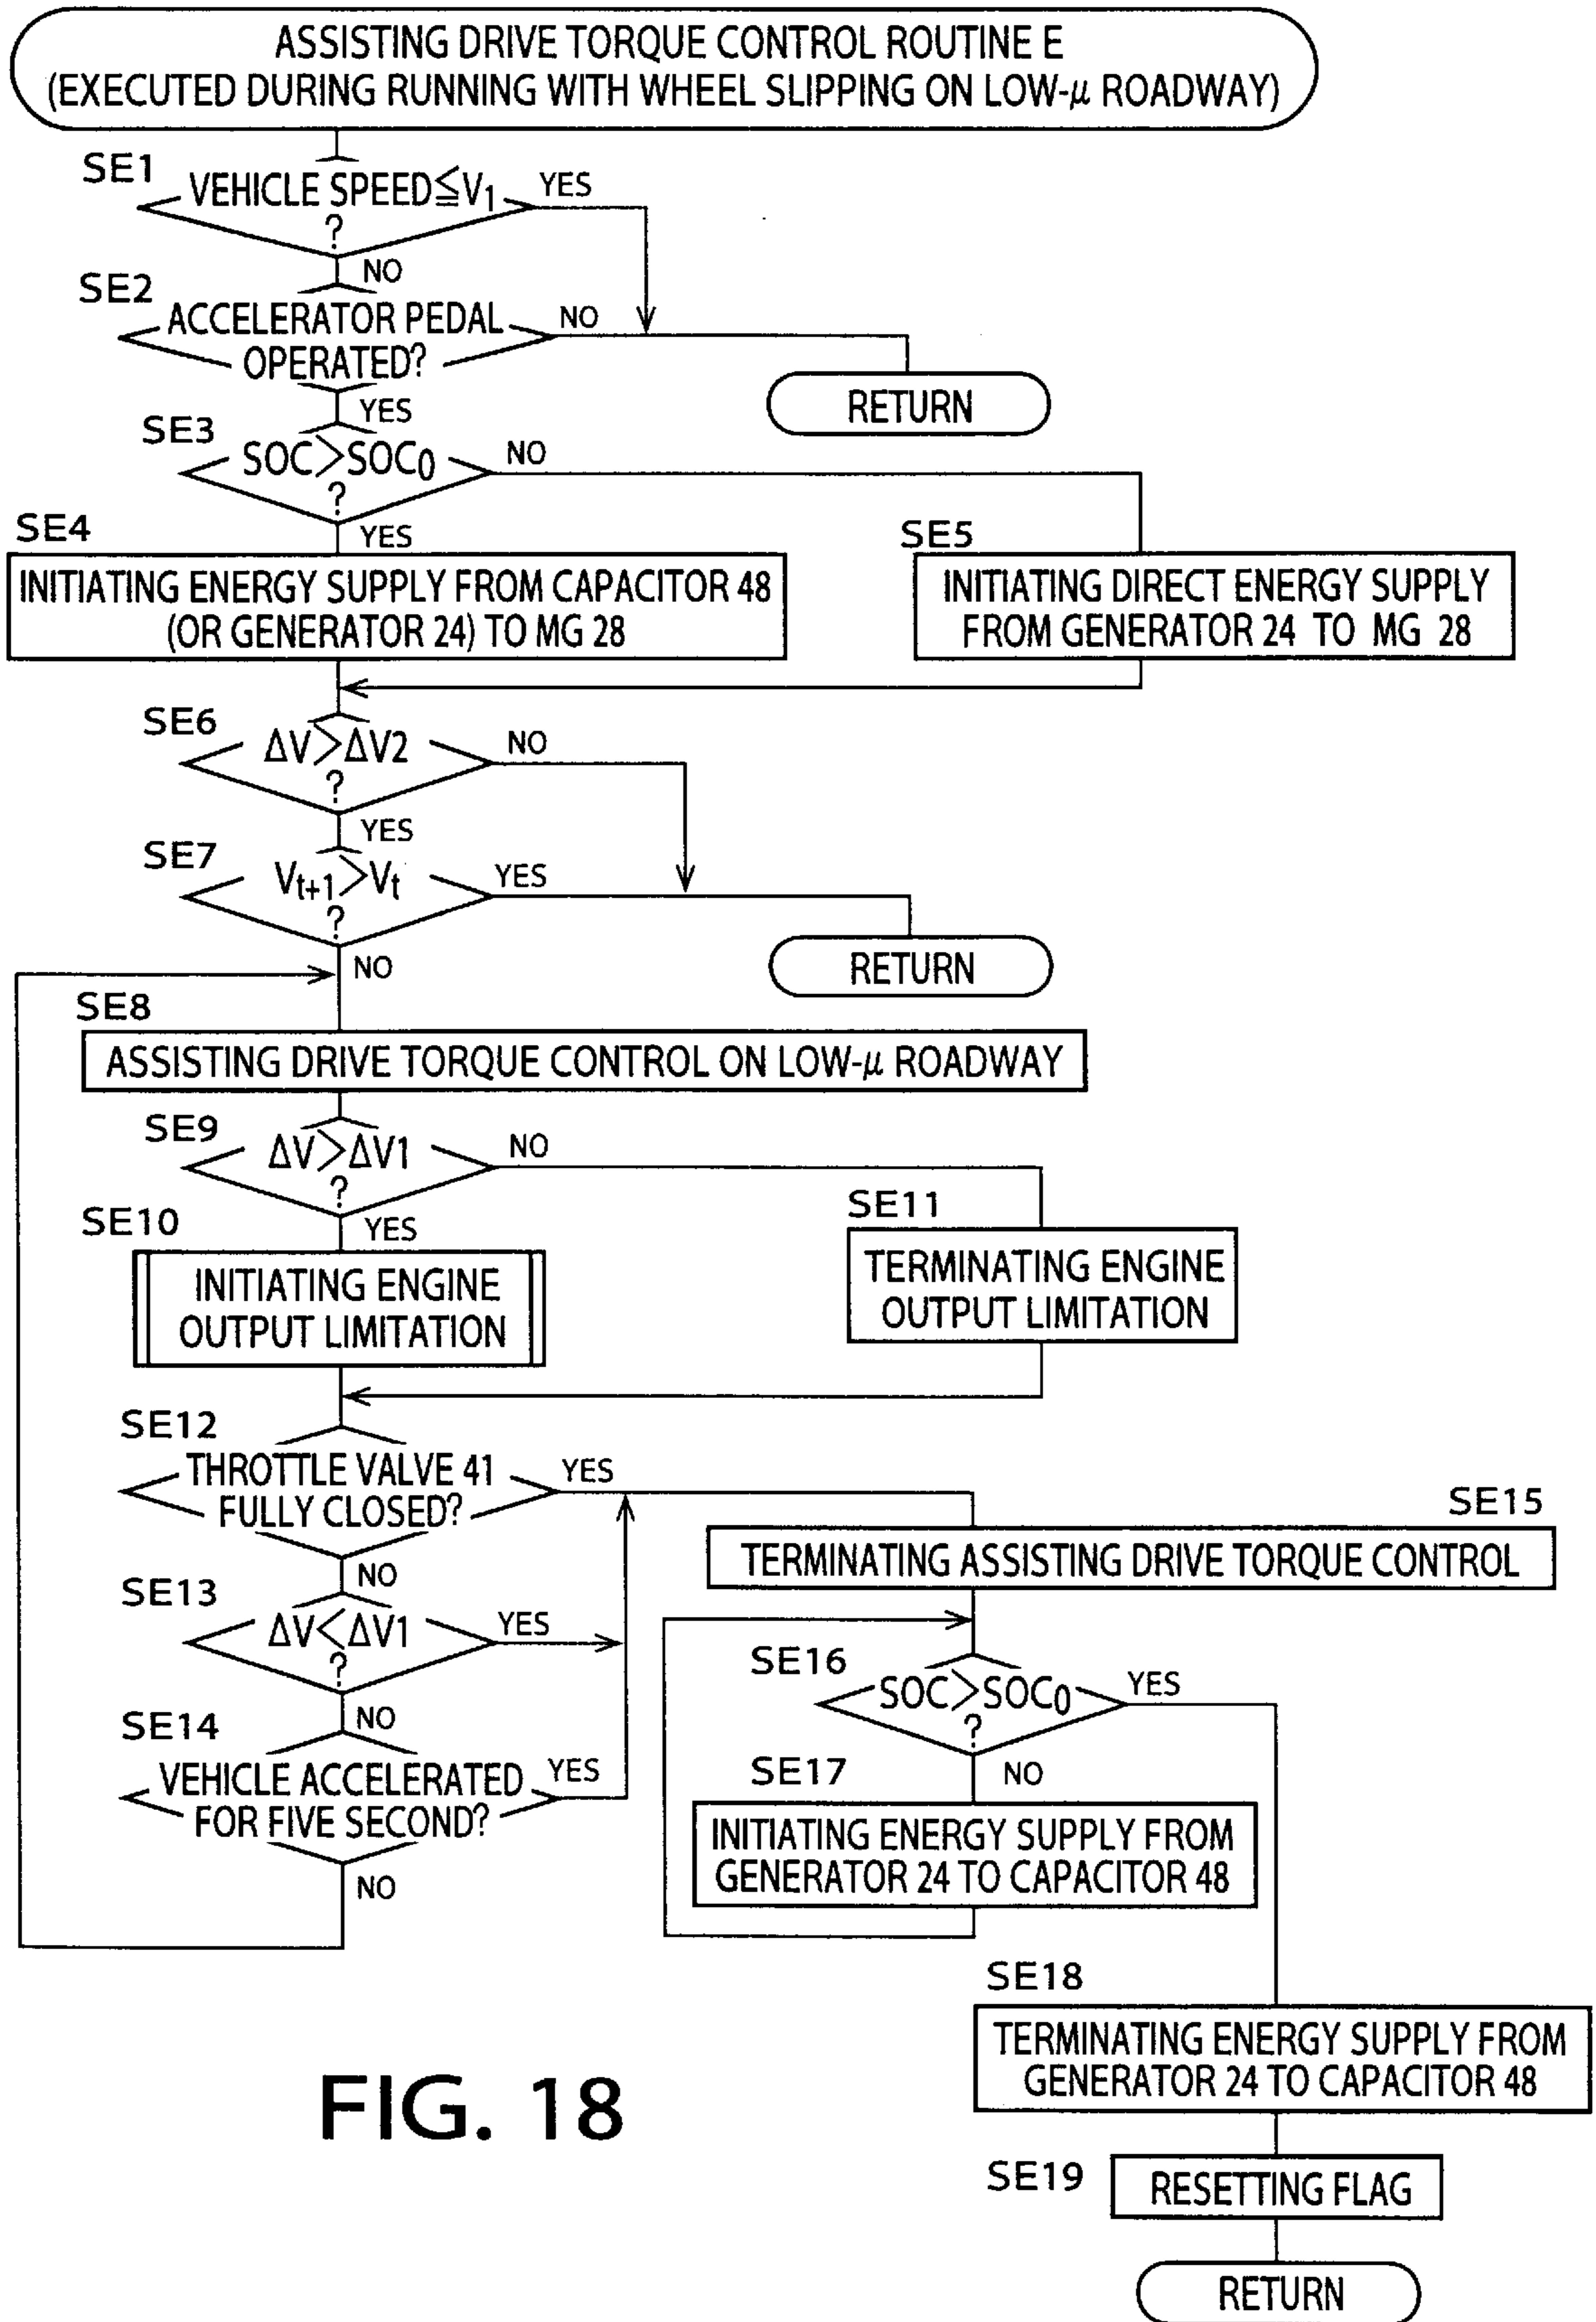 ASSISTING DRIVE TORQUE CONTROL ROUTINE E
(EXECUTED DURING RUNNING WITH WHEEL SLIPPING ON LOW-μ ROADWAY)
SE1
VEHICLE SPEED≦V1
?
YES
NO
SE2
ACCELERATOR PEDAL
OPERATED?
NO
RETURN
YES
SE3
SOC>SOC0
?
NO
YES
SE4
INITIATING ENERGY SUPPLY FROM CAPACITOR 48
(OR GENERATOR 24) TO MG 28
SE5
INITIATING DIRECT ENERGY SUPPLY
FROM GENERATOR 24 TO MG 28
SE6
ΔV>ΔV2
?
NO
YES
SE7
Vt+1>Vt
?
YES
RETURN
NO
SE8
ASSISTING DRIVE TORQUE CONTROL ON LOW-μ ROADWAY
SE9
ΔV>ΔV1
?
NO
YES
SE10
INITIATING ENGINE
OUTPUT LIMITATION
SE11
TERMINATING ENGINE
OUTPUT LIMITATION
SE12
THROTTLE VALVE 41
FULLY CLOSED?
YES
NO
SE13
ΔV<ΔV1
?
YES
NO
SE14
VEHICLE ACCELERATED
FOR FIVE SECOND?
YES
NO
SE15
TERMINATING ASSISTING DRIVE TORQUE CONTROL
SE16
SOC>SOC0
?
YES
NO
SE17
INITIATING ENERGY SUPPLY FROM
GENERATOR 24 TO CAPACITOR 48
SE18
TERMINATING ENERGY SUPPLY FROM
GENERATOR 24 TO CAPACITOR 48
SE19
RESETTING FLAG
RETURN
FIG. 18